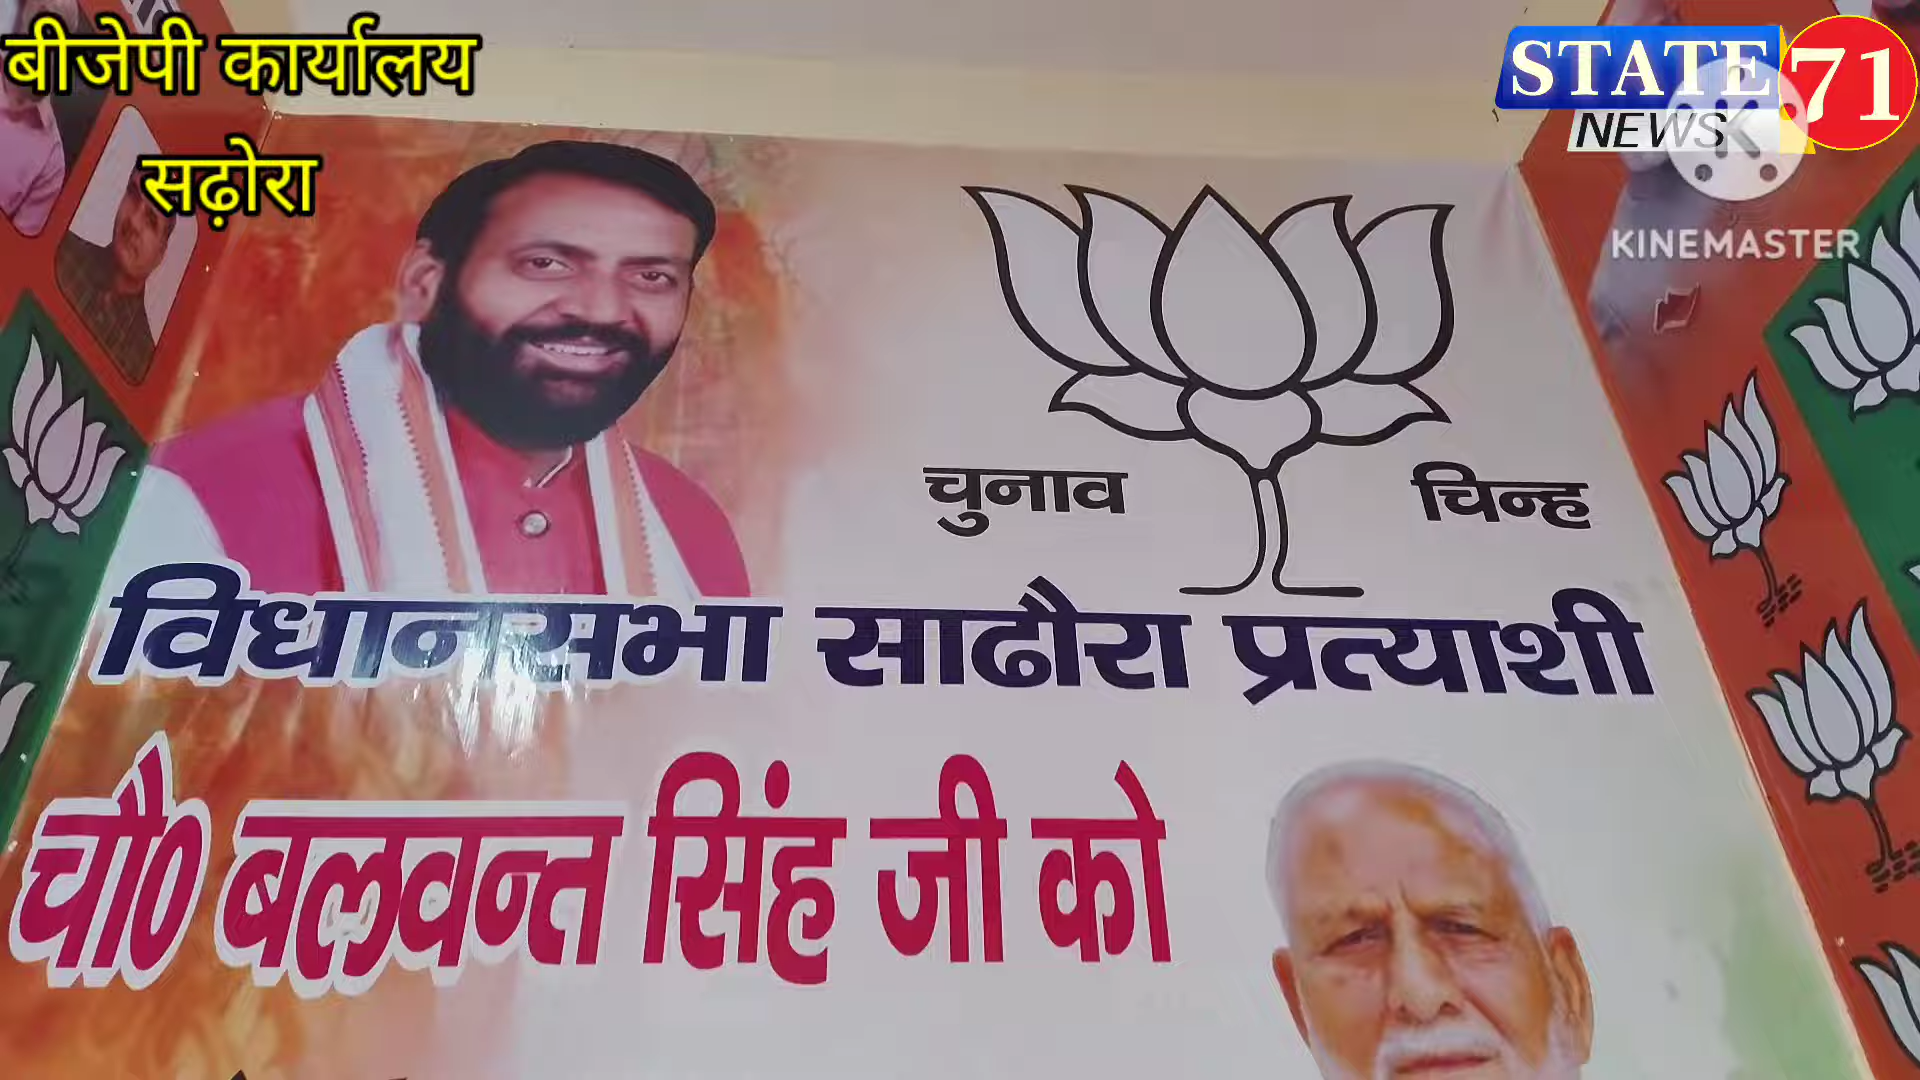 बीजेपी कार्यालय
सढ़ोरा
STATE 71
NEWS
KINEMASTER
चुनाव चिन्ह
विधानसभा साढौरा प्रत्याशी
चौ० बलवन्त सिंह जी को